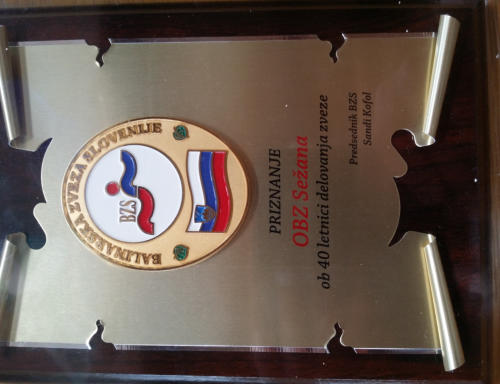 BALINARSKA ZVEZA SLOVENIJE
BZS
PRIZNANJE
OBZ Sežana
ob 40 letnici delovanja zveze
Predsednik BZS
Sandi Kofol